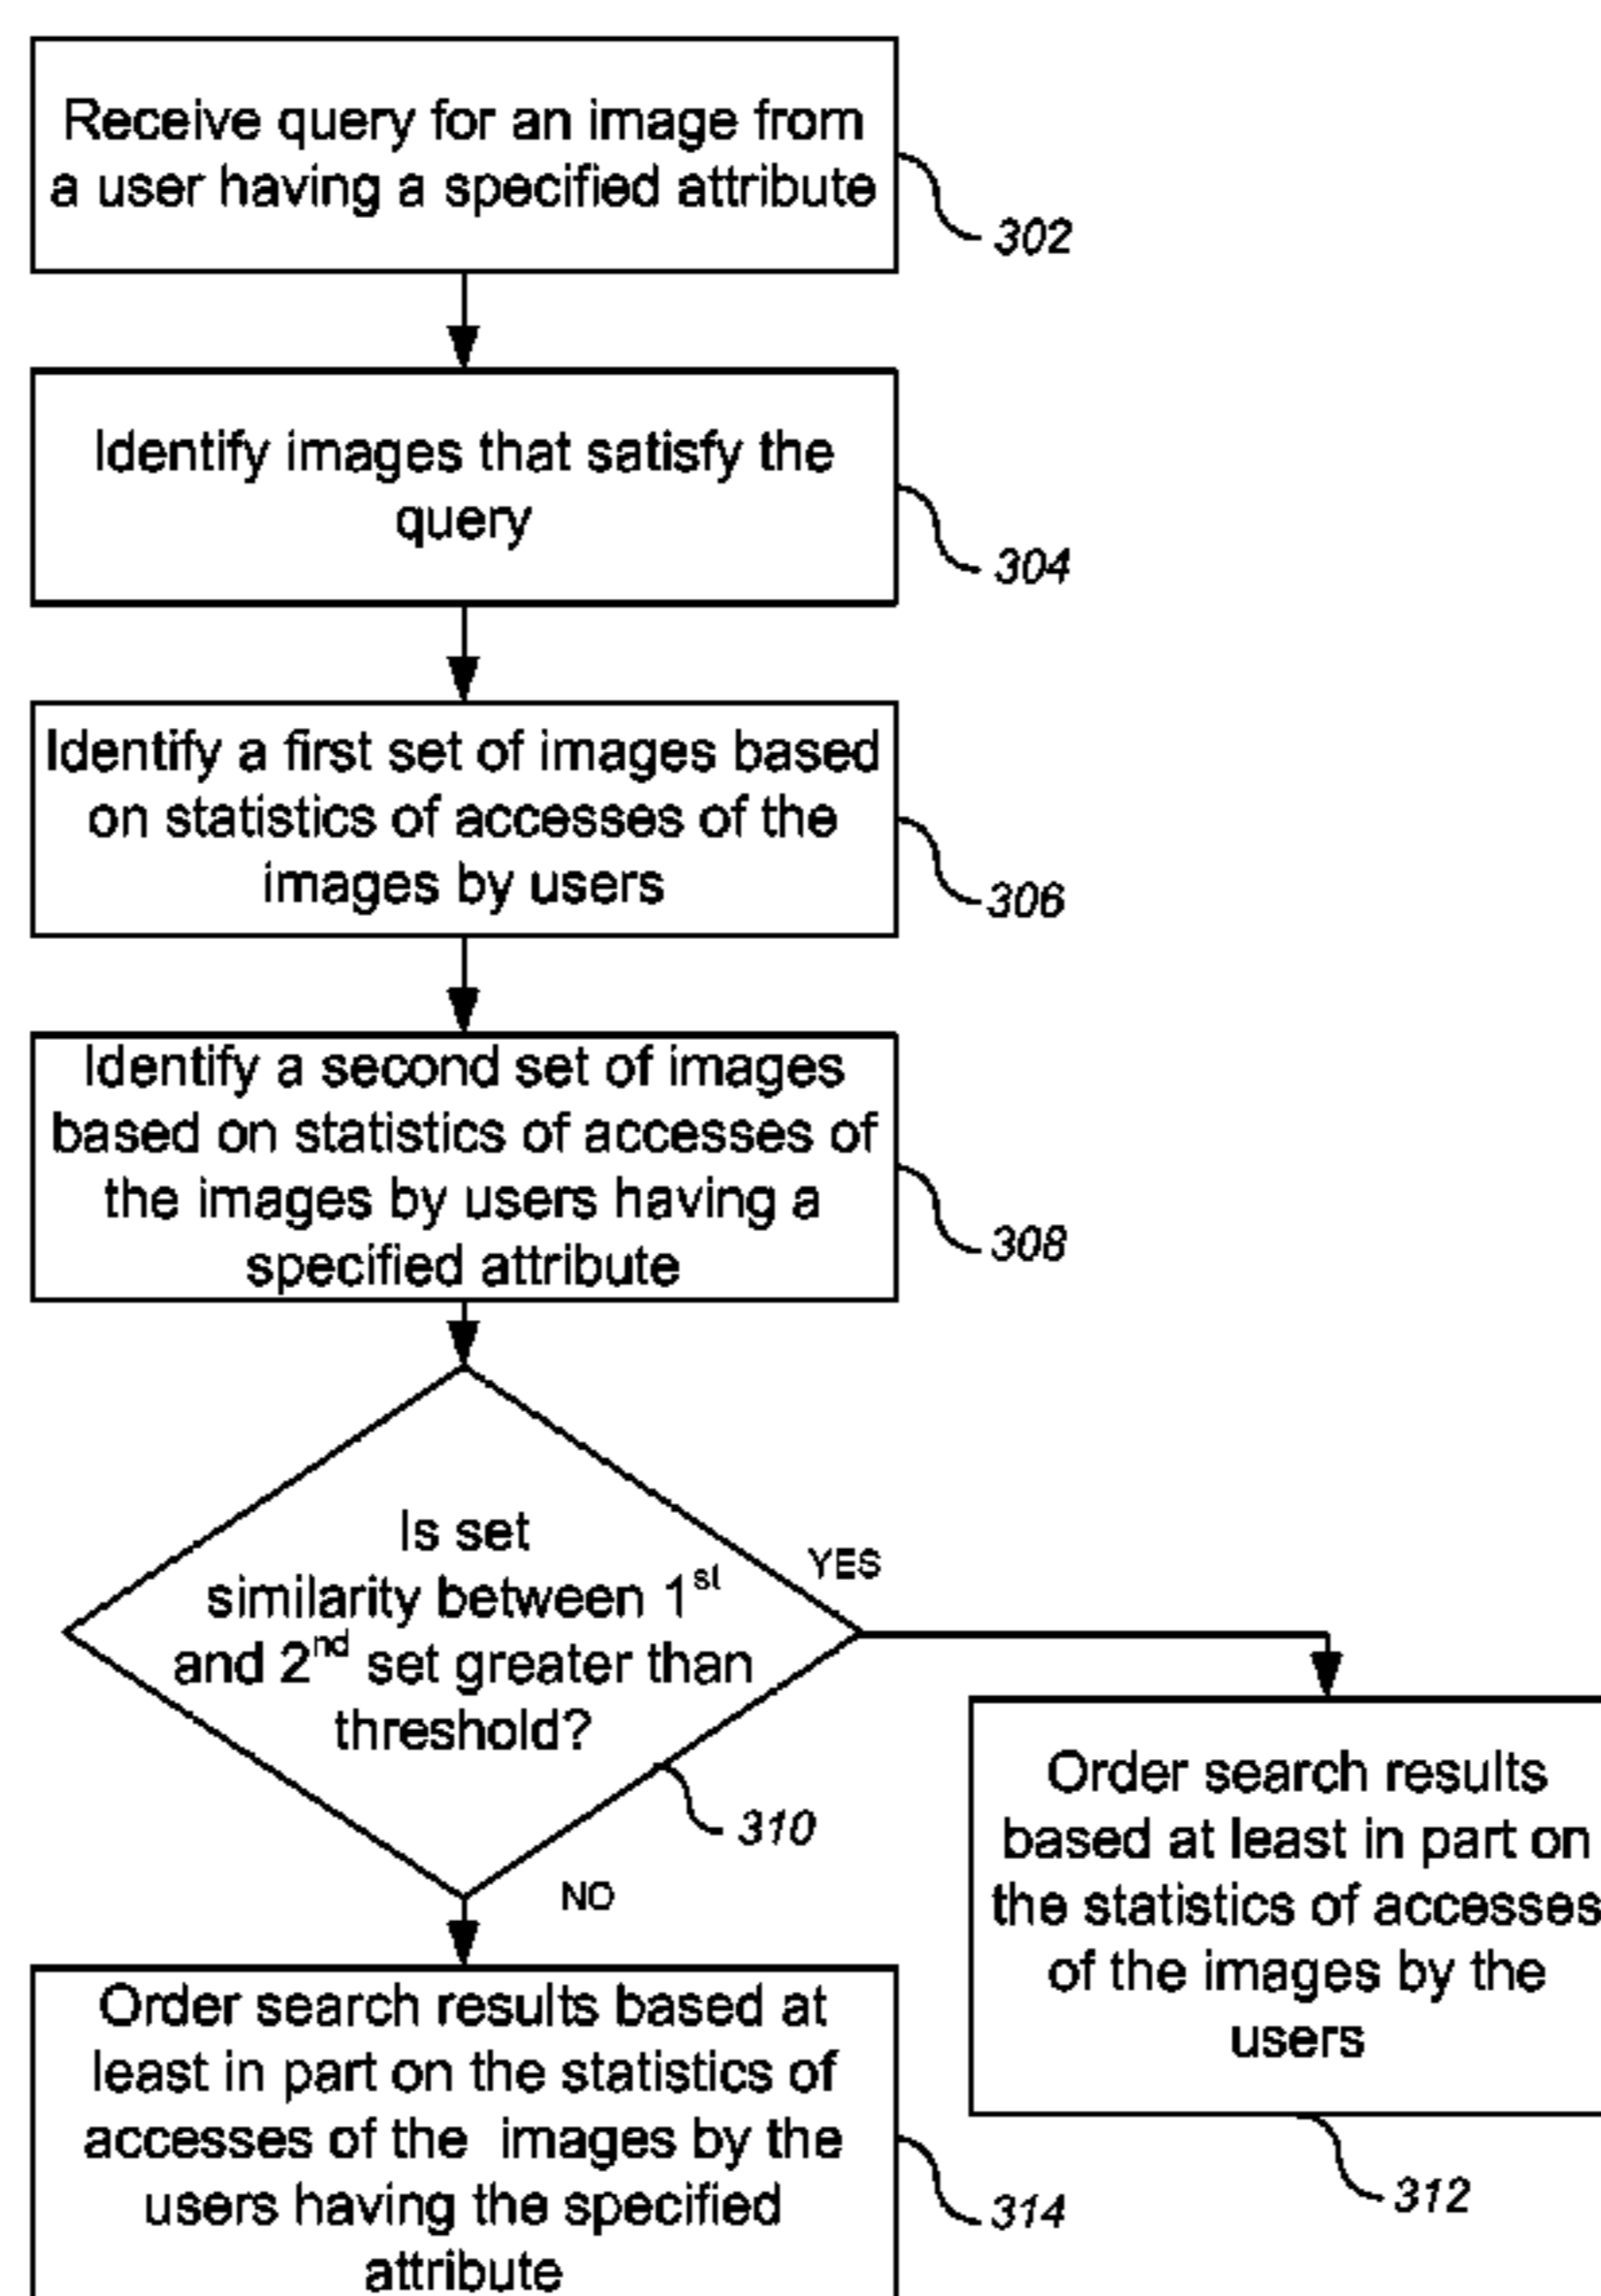 Receive query for an image from
a user having a specified attribute
302
Identify images that satisfy the
query
304
Identify a first set of images based
on statistics of accesses of the
images by users
306
Identify a second set of images
based on statistics of accesses of
the images by users having a
specified attribute
308
Is set
similarity between 1st
and 2nd set greater than
threshold?
310
YES
NO
Order search results
based at least in part on
the statistics of accesses
of the images by the
users
312
Order search results based at
least in part on the statistics of
accesses of the images by the
users having the specified
attribute
314